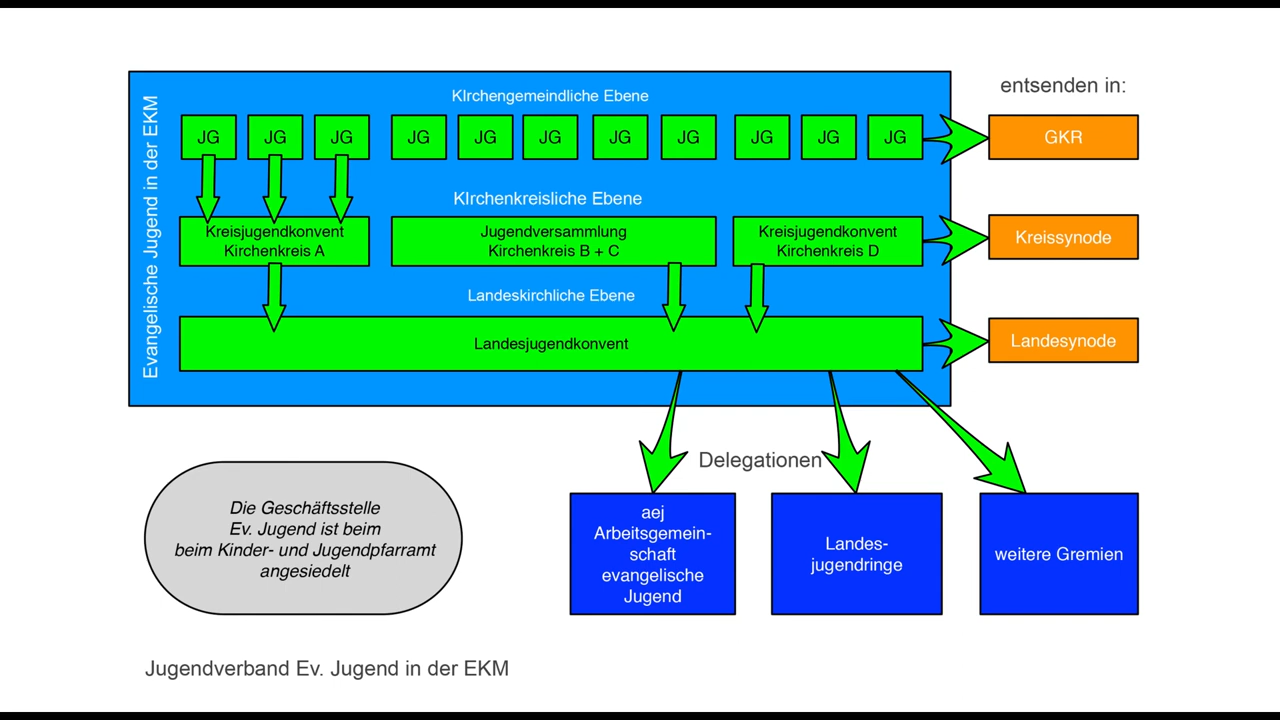 entsenden in:
Evangelische Jugend in der EKM
KIrchengemeindliche Ebene
JG JG JG JG JG JG JG JG JG JG JG
GKR
KIrchenkreisliche Ebene
Kreisjugendkonvent
Kirchenkreis A
Jugendversammlung
Kirchenkreis B + C
Kreisjugendkonvent
Kirchenkreis D
Kreissynode
Landeskirchliche Ebene
Landesjugendkonvent
Landesynode
Delegationen
Die Geschäftsstelle
Ev. Jugend ist beim
beim Kinder- und Jugendpfarramt
angesiedelt
aej
Arbeitsgemein-
schaft
evangelische
Jugend
Landes-
jugendringe
weitere Gremien
Jugendverband Ev. Jugend in der EKM